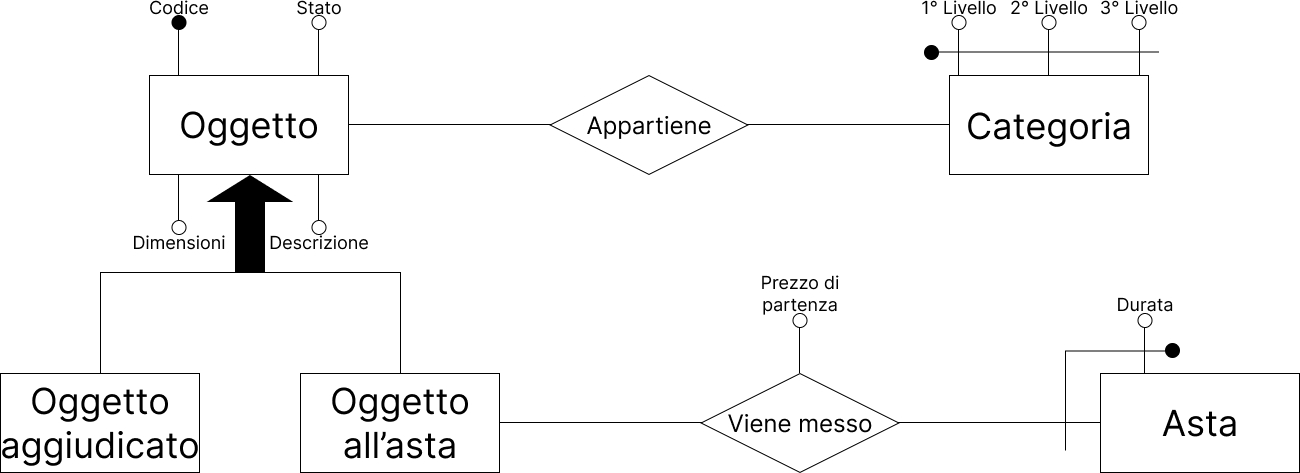 Codice
Stato
1° Livello
2° Livello
3° Livello
Oggetto
Appartiene
Categoria
Dimensioni
Descrizione
Prezzo di
partenza
Durata
Oggetto
aggiudicato
Oggetto
all’asta
Viene messo
Asta